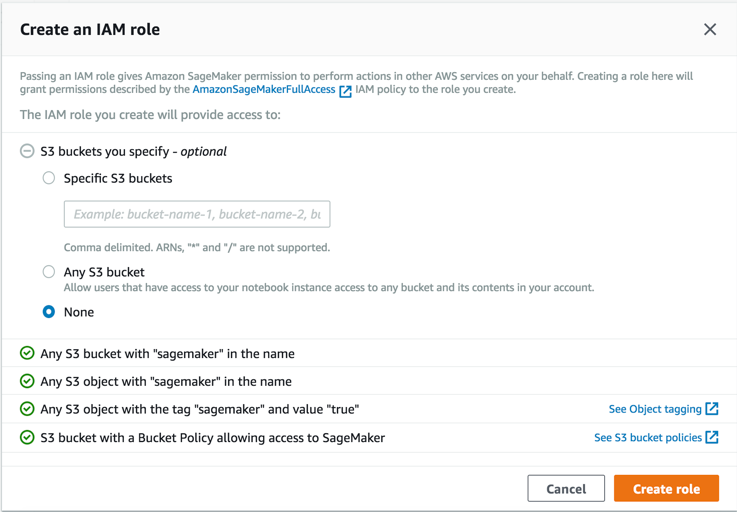 Create an IAM role
Passing an IAM role gives Amazon SageMaker permission to perform actions in other AWS services on your behalf. Creating a role here will
grant permissions described by the AmazonSageMakerFullAccess IAM policy to the role you create.
The IAM role you create will provide access to:
S3 buckets you specify - optional
Specific S3 buckets
Example: bucket-name-1, bucket-name-2, bu
Comma delimited. ARNs, "*" and "/" are not supported.
Any S3 bucket
Allow users that have access to your notebook instance access to any bucket and its contents in your account.
None
Any S3 bucket with "sagemaker" in the name
Any S3 object with "sagemaker" in the name
Any S3 object with the tag "sagemaker" and value "true" See Object tagging
S3 bucket with a Bucket Policy allowing access to SageMaker See S3 bucket policies
Cancel Create role